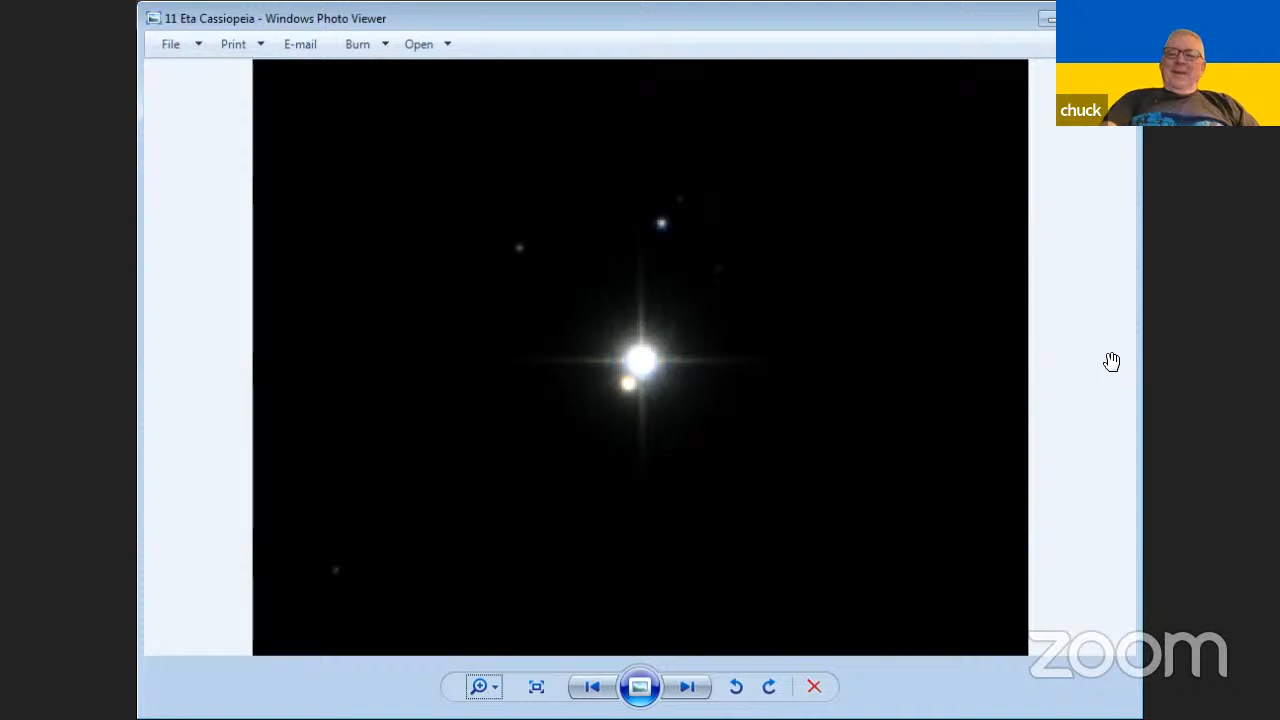 11 Eta Cassiopeia - Windows Photo Viewer
File Print E-mail Burn Open
chuck
zoom